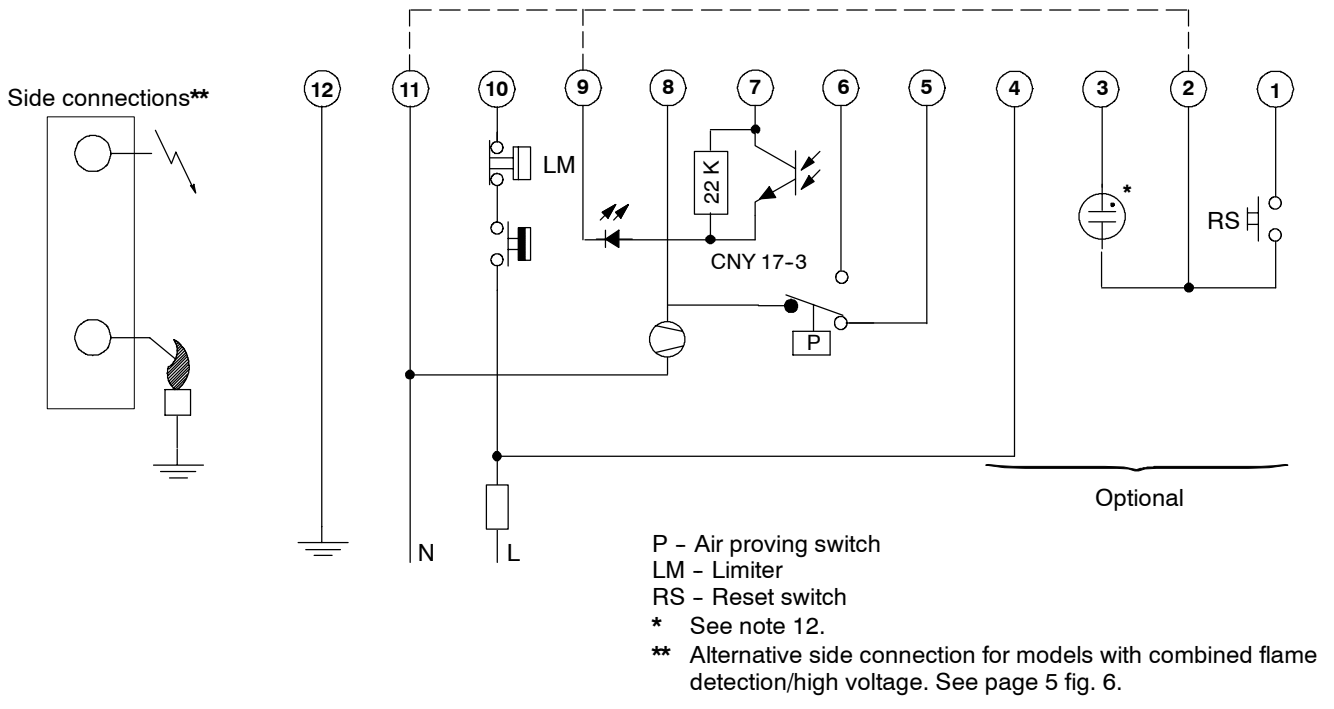 Side connections**
12 11 10 9 8 7 6 5 4 3 2 1
LM
22 K
*
RS
CNY 17-3
P
Optional
N L
P - Air proving switch
LM - Limiter
RS - Reset switch
* See note 12.
** Alternative side connection for models with combined flame
detection/high voltage. See page 5 fig. 6.